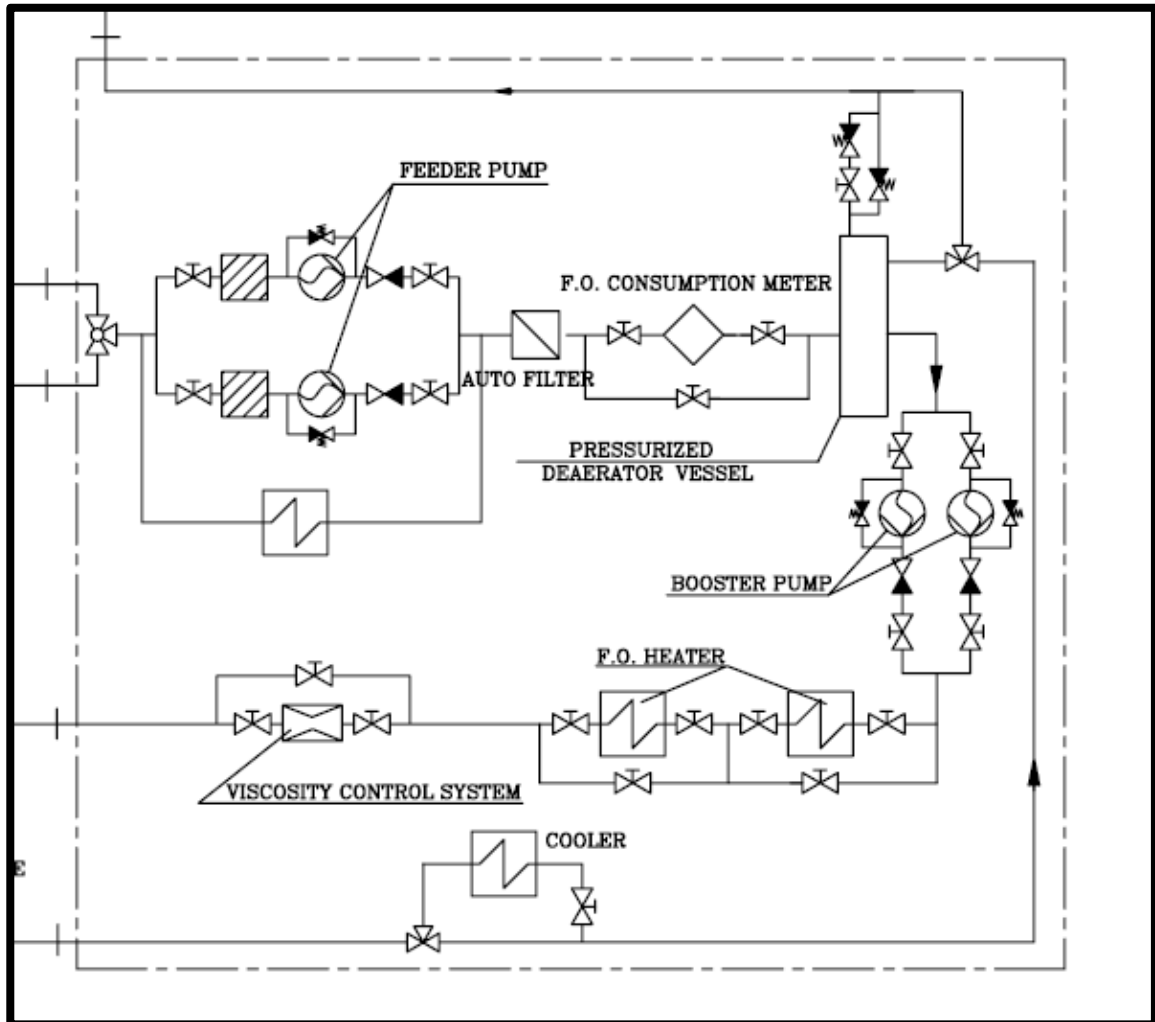 FEEDER PUMP
F.O. CONSUMPTION METER
AUTO FILTER
PRESSURIZED
DEAERATOR VESSEL
BOOSTER PUMP
F.O. HEATER
VISCOSITY CONTROL SYSTEM
COOLER
E